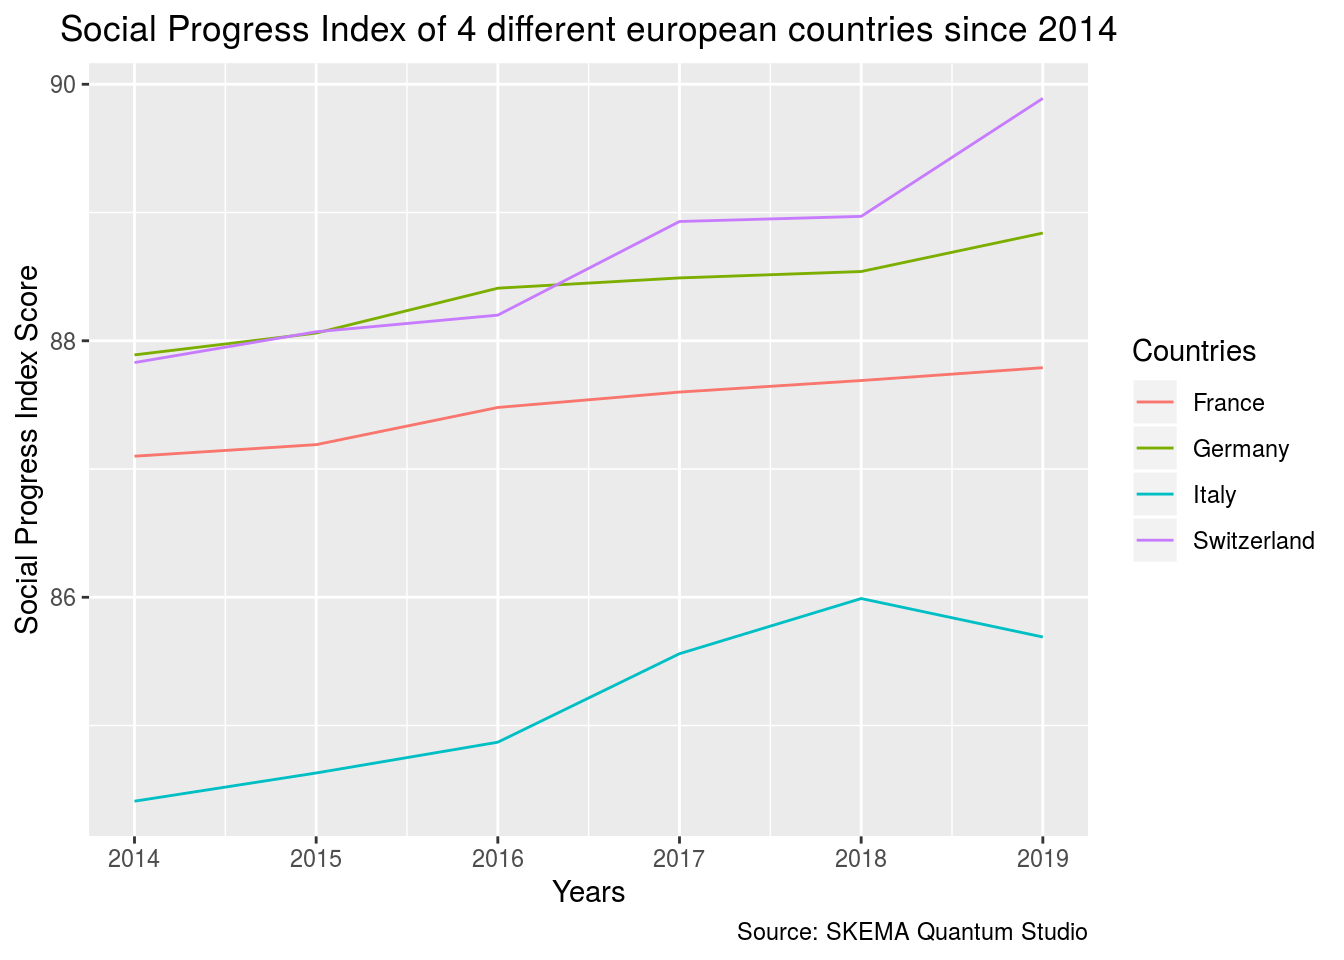 Social Progress Index of 4 different european countries since 2014
Social Progress Index Score
90
88
86
2014 2015 2016 2017 2018 2019
Years
Countries
France
Germany
Italy
Switzerland
Source: SKEMA Quantum Studio